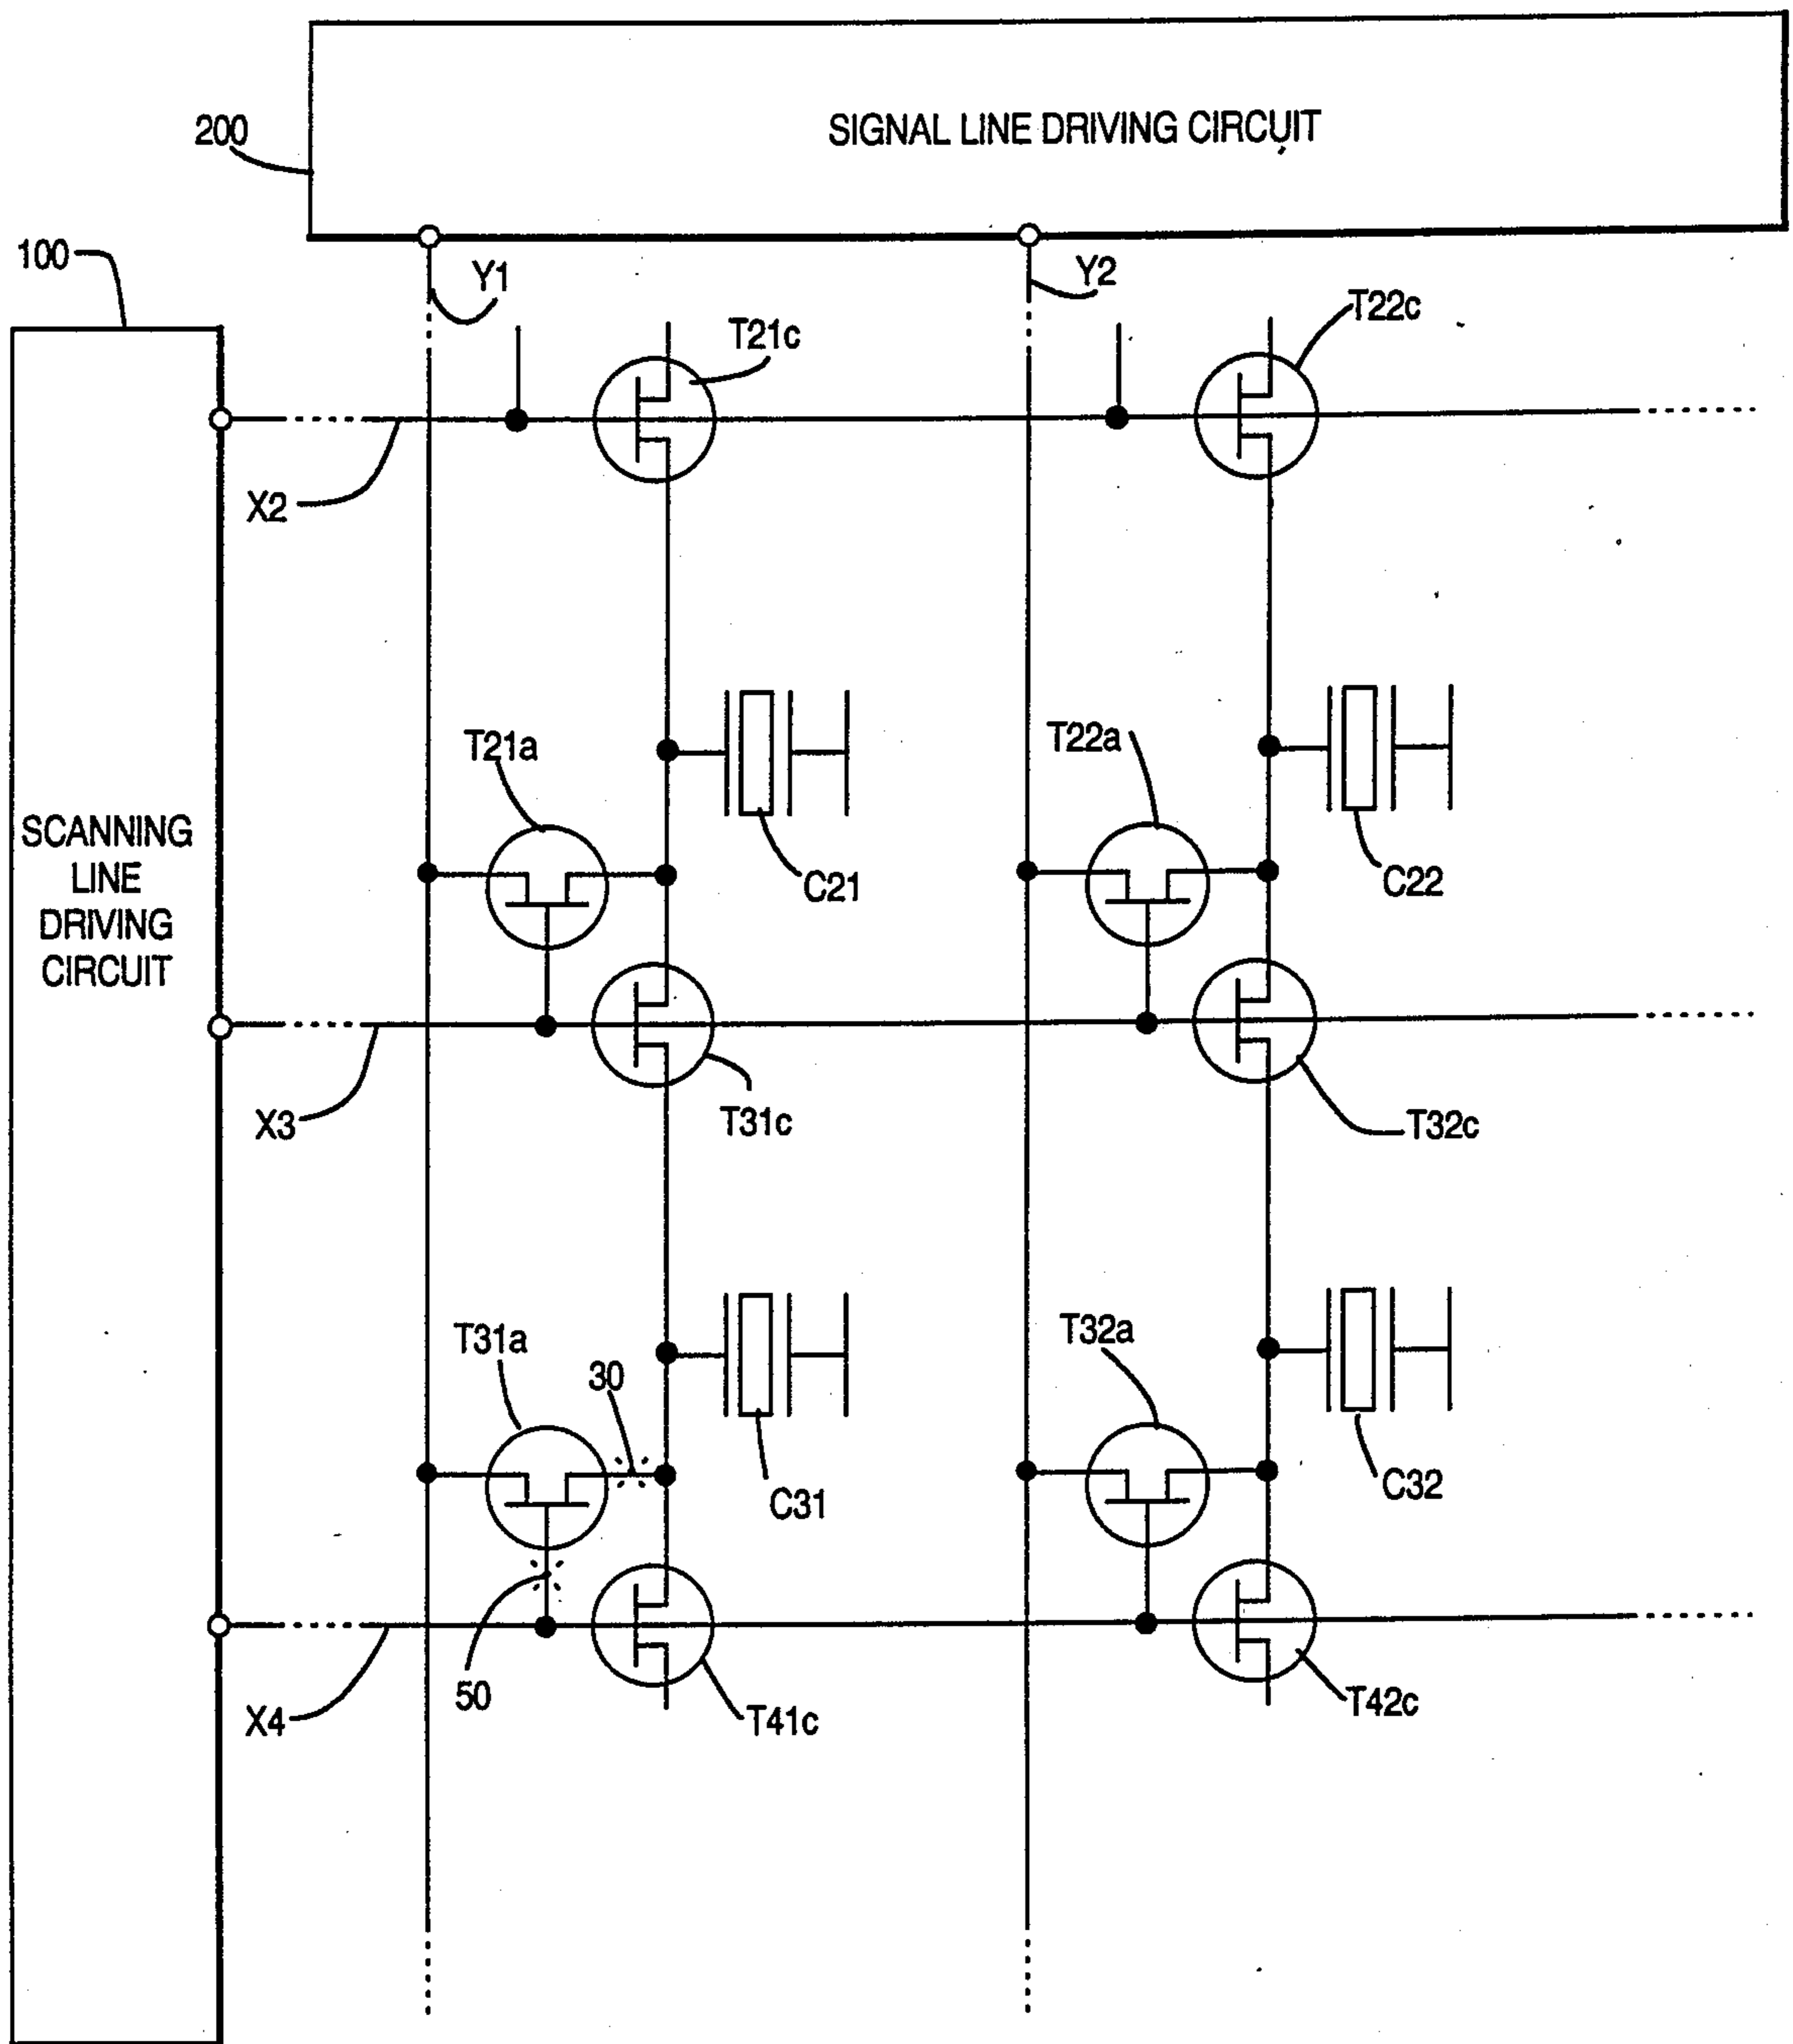 SIGNAL LINE DRIVING CIRCUIT
200
100
Y1
Y2
T22c
T21c
X2
T21a
T22a
SCANNING
LINE
DRIVING
CIRCUIT
C21
C22
X3
T31c
T32c
T31a
30
T32a
C31
C32
50
X4
T41c
T42c